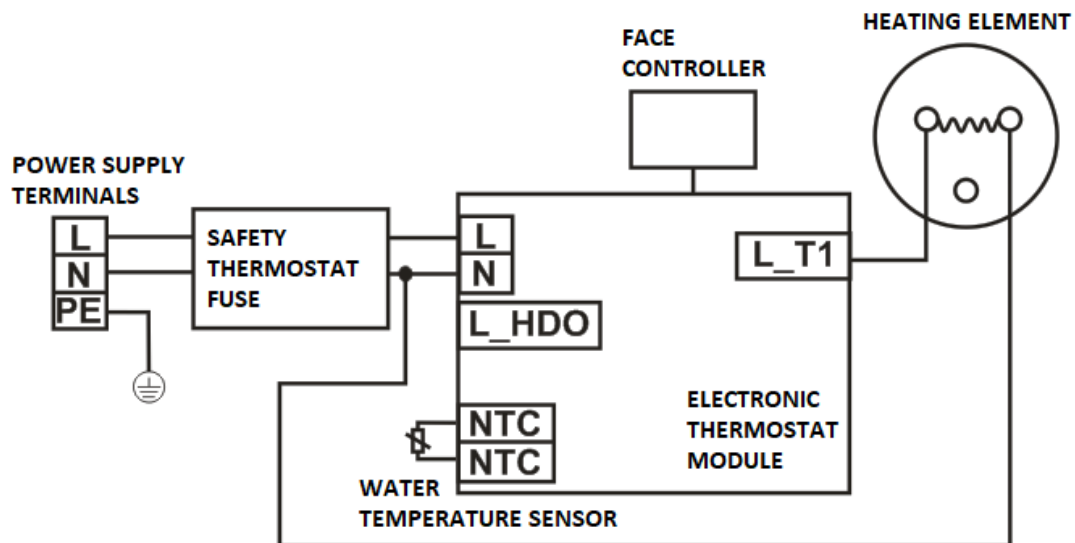 HEATING ELEMENT
FACE
CONTROLLER
POWER SUPPLY
TERMINALS
L
N
PE
SAFETY
THERMOSTAT
FUSE
L
N
L_HDO
NTC
NTC
L_T1
ELECTRONIC
THERMOSTAT
MODULE
WATER
TEMPERATURE SENSOR